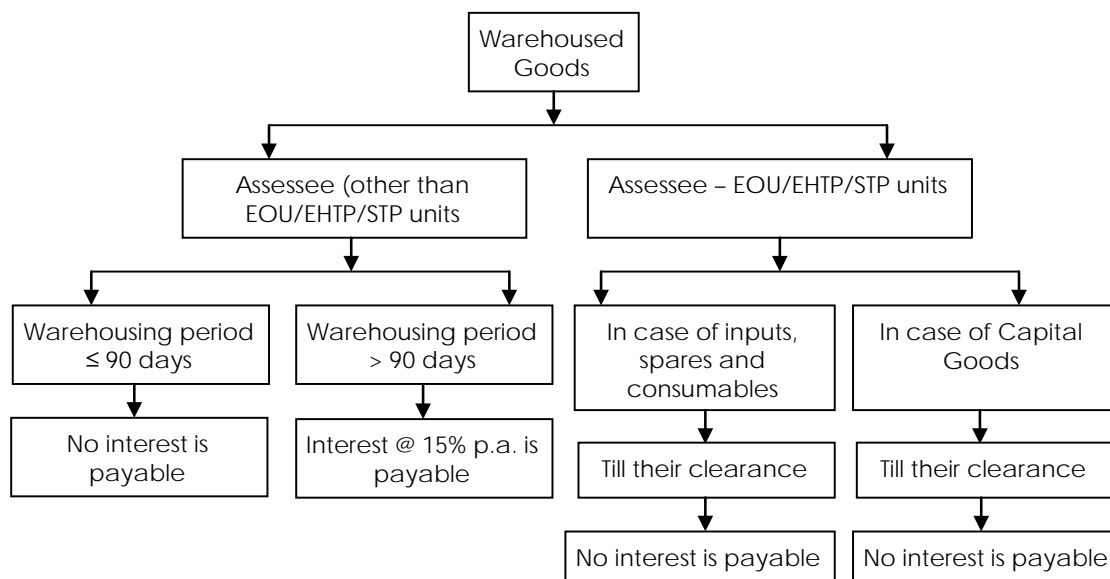 Warehoused
Goods
Assessee (other than
EOU/EHTP/STP units
Assessee – EOU/EHTP/STP units
Warehousing period
≤ 90 days
Warehousing period
> 90 days
In case of inputs,
spares and
consumables
In case of Capital
Goods
No interest is
payable
Interest @ 15% p.a. is
payable
Till their clearance
Till their clearance
No interest is payable
No interest is payable